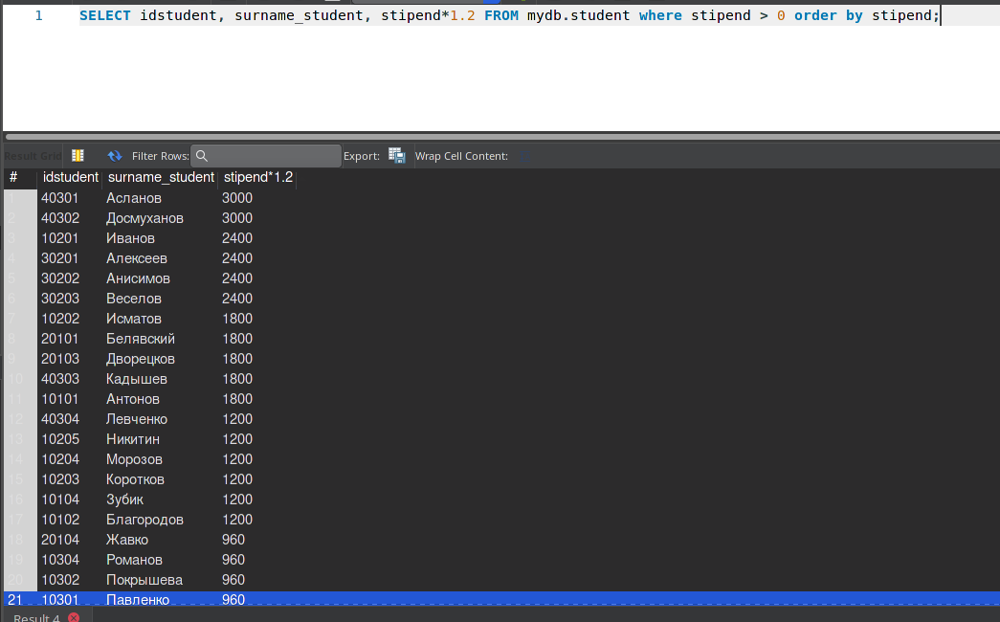 1 SELECT idstudent, surname_student, stipend*1.2 FROM mydb.student where stipend > 0 order by stipend;
Result Grid Filter Rows: Export: Wrap Cell Content:
# idstudent surname_student stipend*1.2
1 40301 Асланов 3000
2 40302 Досмуханов 3000
3 10201 Иванов 2400
4 30201 Алексеев 2400
5 30202 Анисимов 2400
6 30203 Веселов 2400
7 10202 Исматов 1800
8 20101 Белявский 1800
9 20103 Дворецков 1800
10 40303 Кадышев 1800
11 10101 Антонов 1800
12 40304 Левченко 1200
13 10205 Никитин 1200
14 10204 Морозов 1200
15 10203 Коротков 1200
16 10104 Зубик 1200
17 10102 Благородов 1200
18 20104 Жавко 960
19 10304 Романов 960
20 10302 Покрышева 960
21 10301 Павленко 960
Result 4